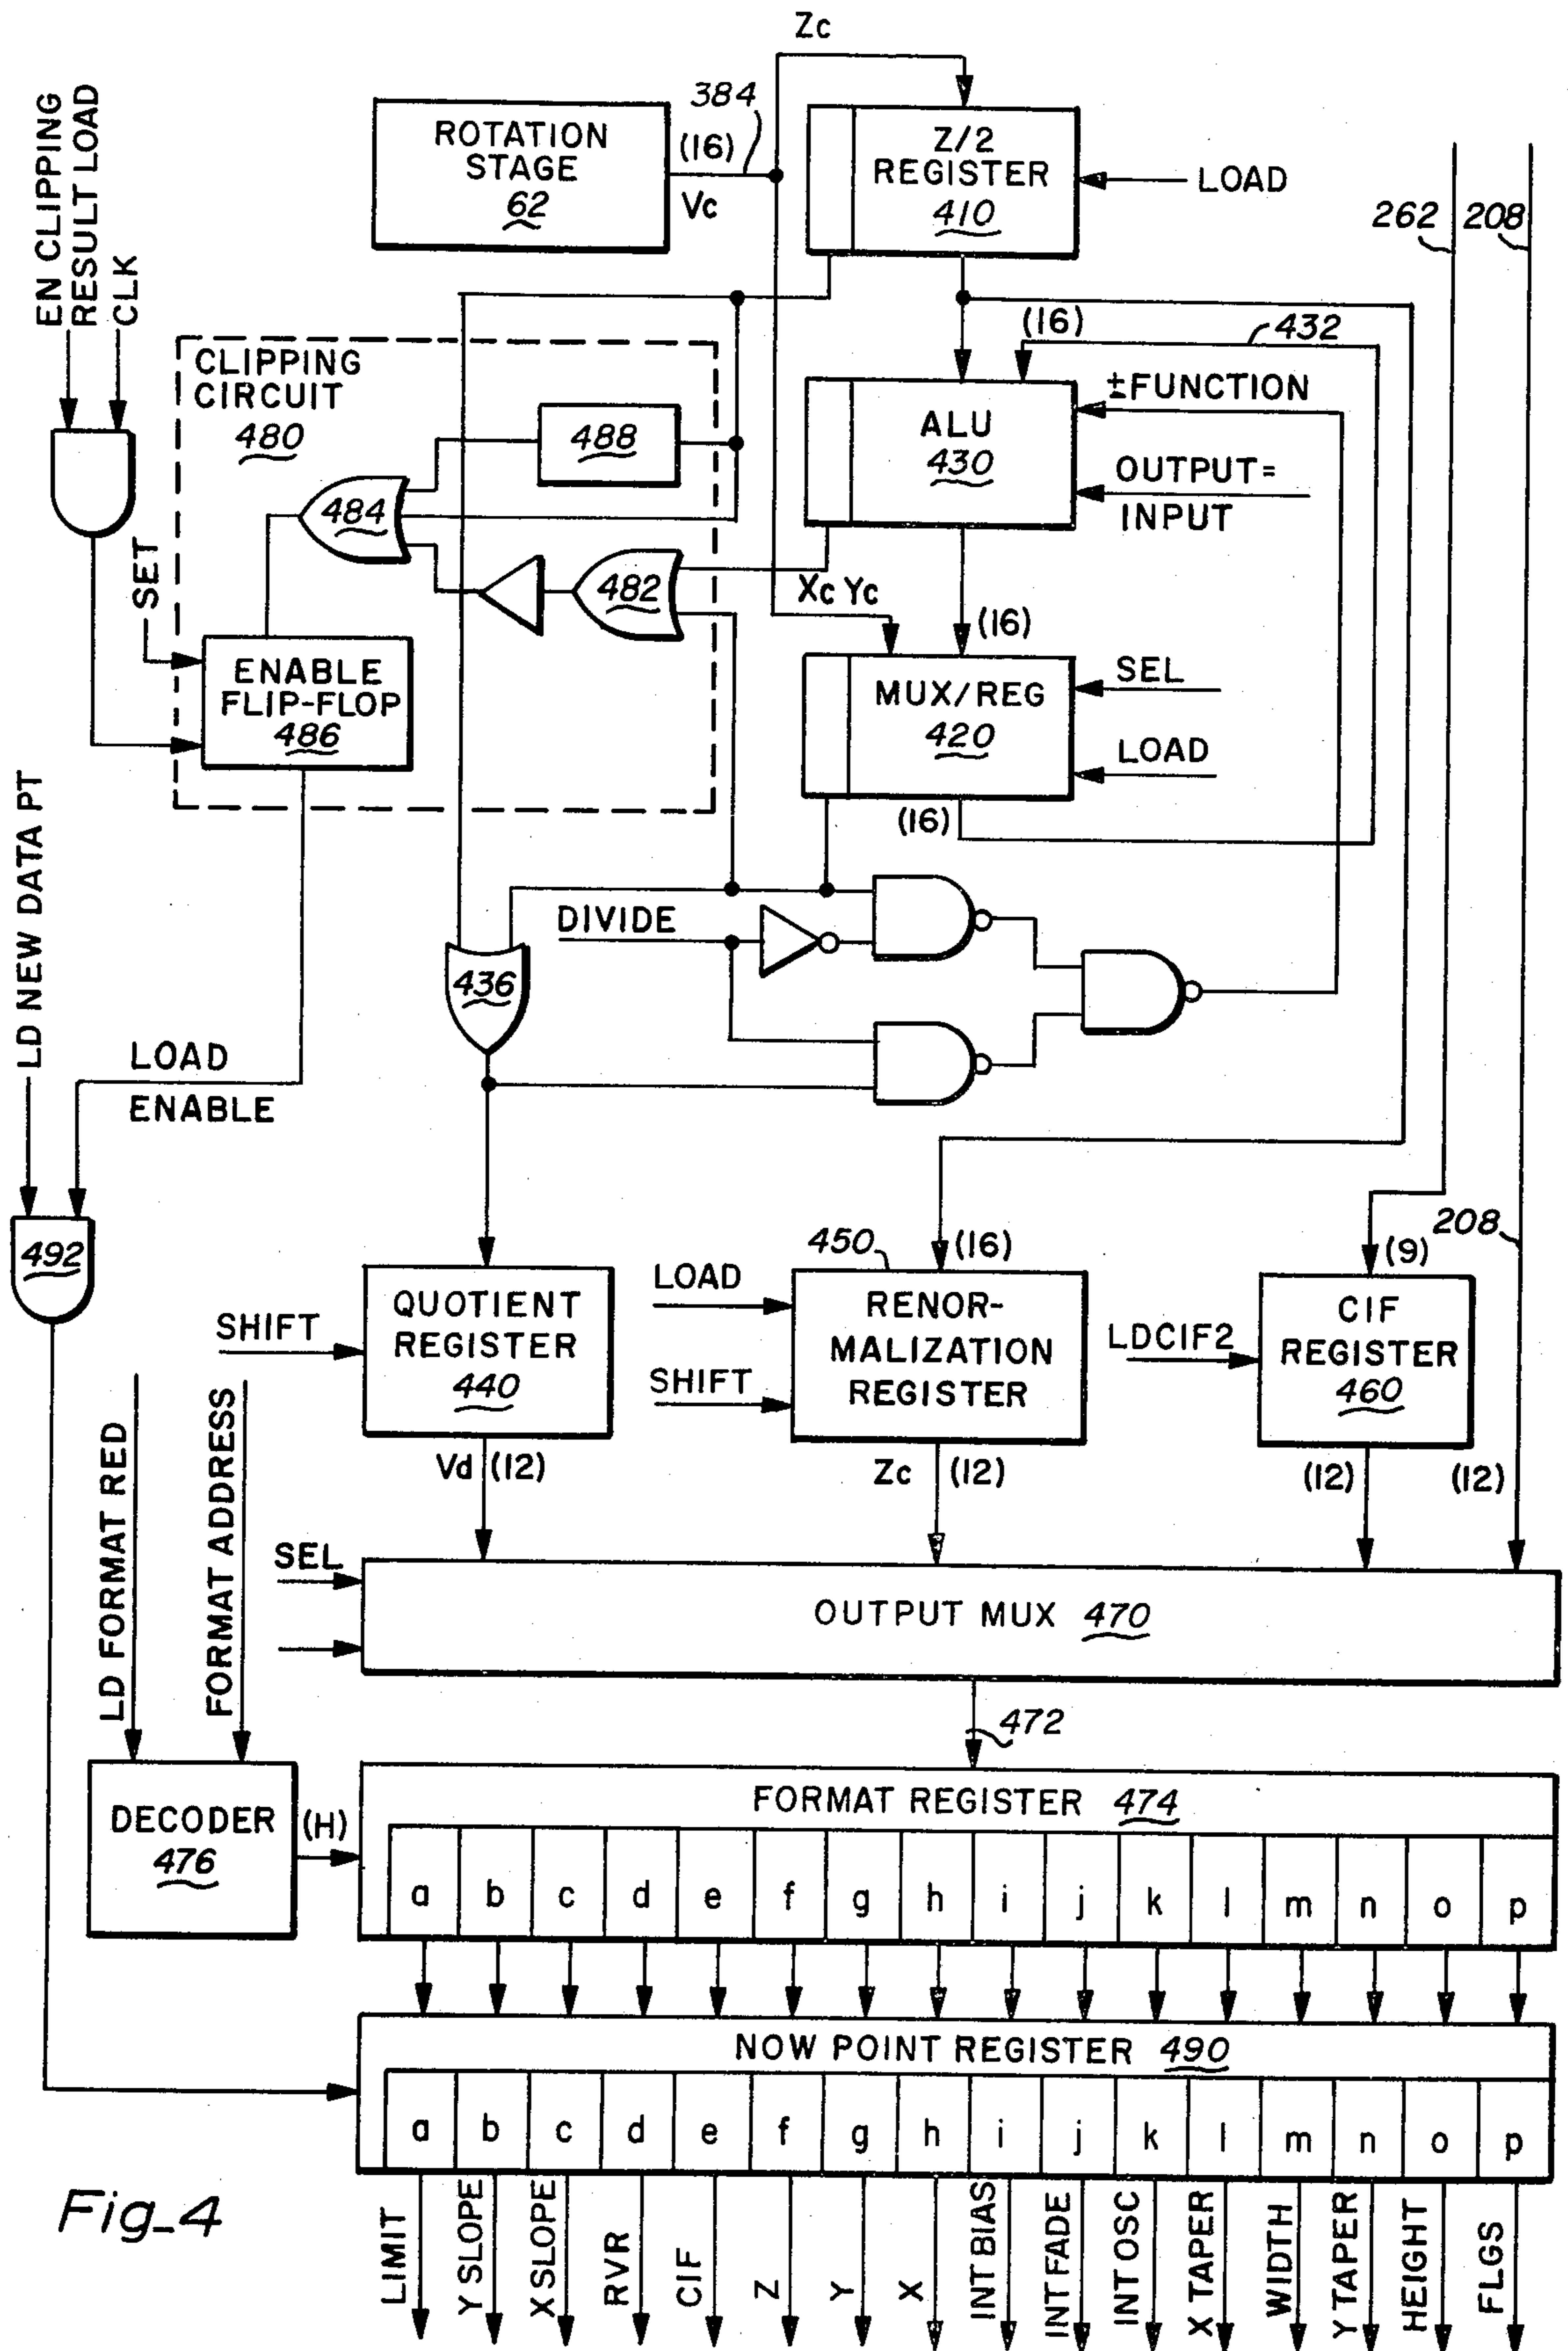 Zc
384
ROTATION
STAGE
62
(16)
Vc
Z/2
REGISTER
410
LOAD
262
208
EN CLIPPING
RESULT LOAD
CLK
CLIPPING
CIRCUIT
480
488
484
482
SET
ENABLE
FLIP-FLOP
486
(16)
432
ALU
430
±FUNCTION
OUTPUT=
INPUT
Xc Yc
(16)
MUX/REG
420
SEL
LOAD
(16)
DIVIDE
436
LD NEW DATA PT
LOAD
ENABLE
492
SHIFT
QUOTIENT
REGISTER
440
Vd (12)
450
(16)
LOAD
SHIFT
RENOR-
MALIZATION
REGISTER
Zc (12)
LDCIF2
(9)
CIF
REGISTER
460
(12)
208
(12)
LD FORMAT RED
FORMAT ADDRESS
SEL
OUTPUT MUX 470
472
DECODER
476
(H)
FORMAT REGISTER 474
a b c d e f g h i j k l m n o p
NOW POINT REGISTER 490
a b c d e f g h i j k l m n o p
LIMIT
Y SLOPE
X SLOPE
RVR
CIF
Z
Y
X
INT BIAS
INT FADE
INT OSC
X TAPER
WIDTH
Y TAPER
HEIGHT
FLGS
Fig_4